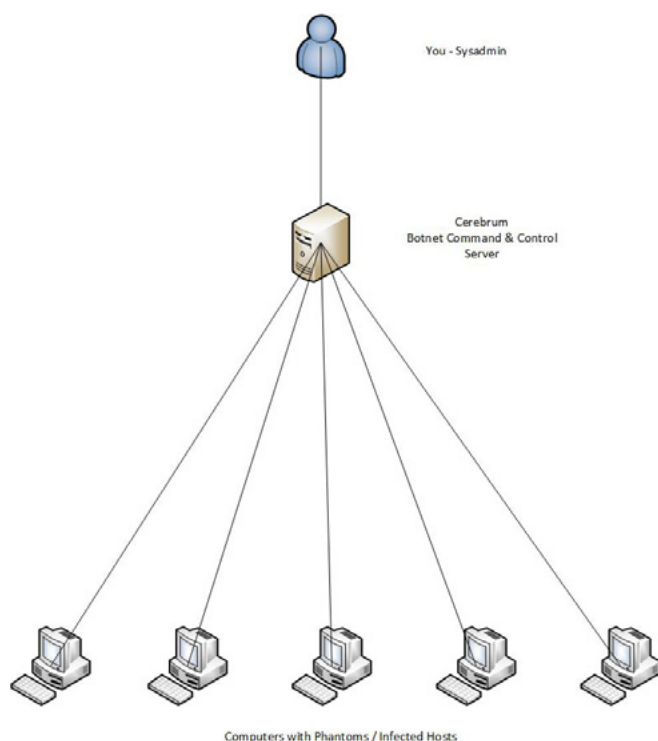 You - Sysadmin
Cerebrum
Botnet Command & Control
Server
Computers with Phantoms / Infected Hosts